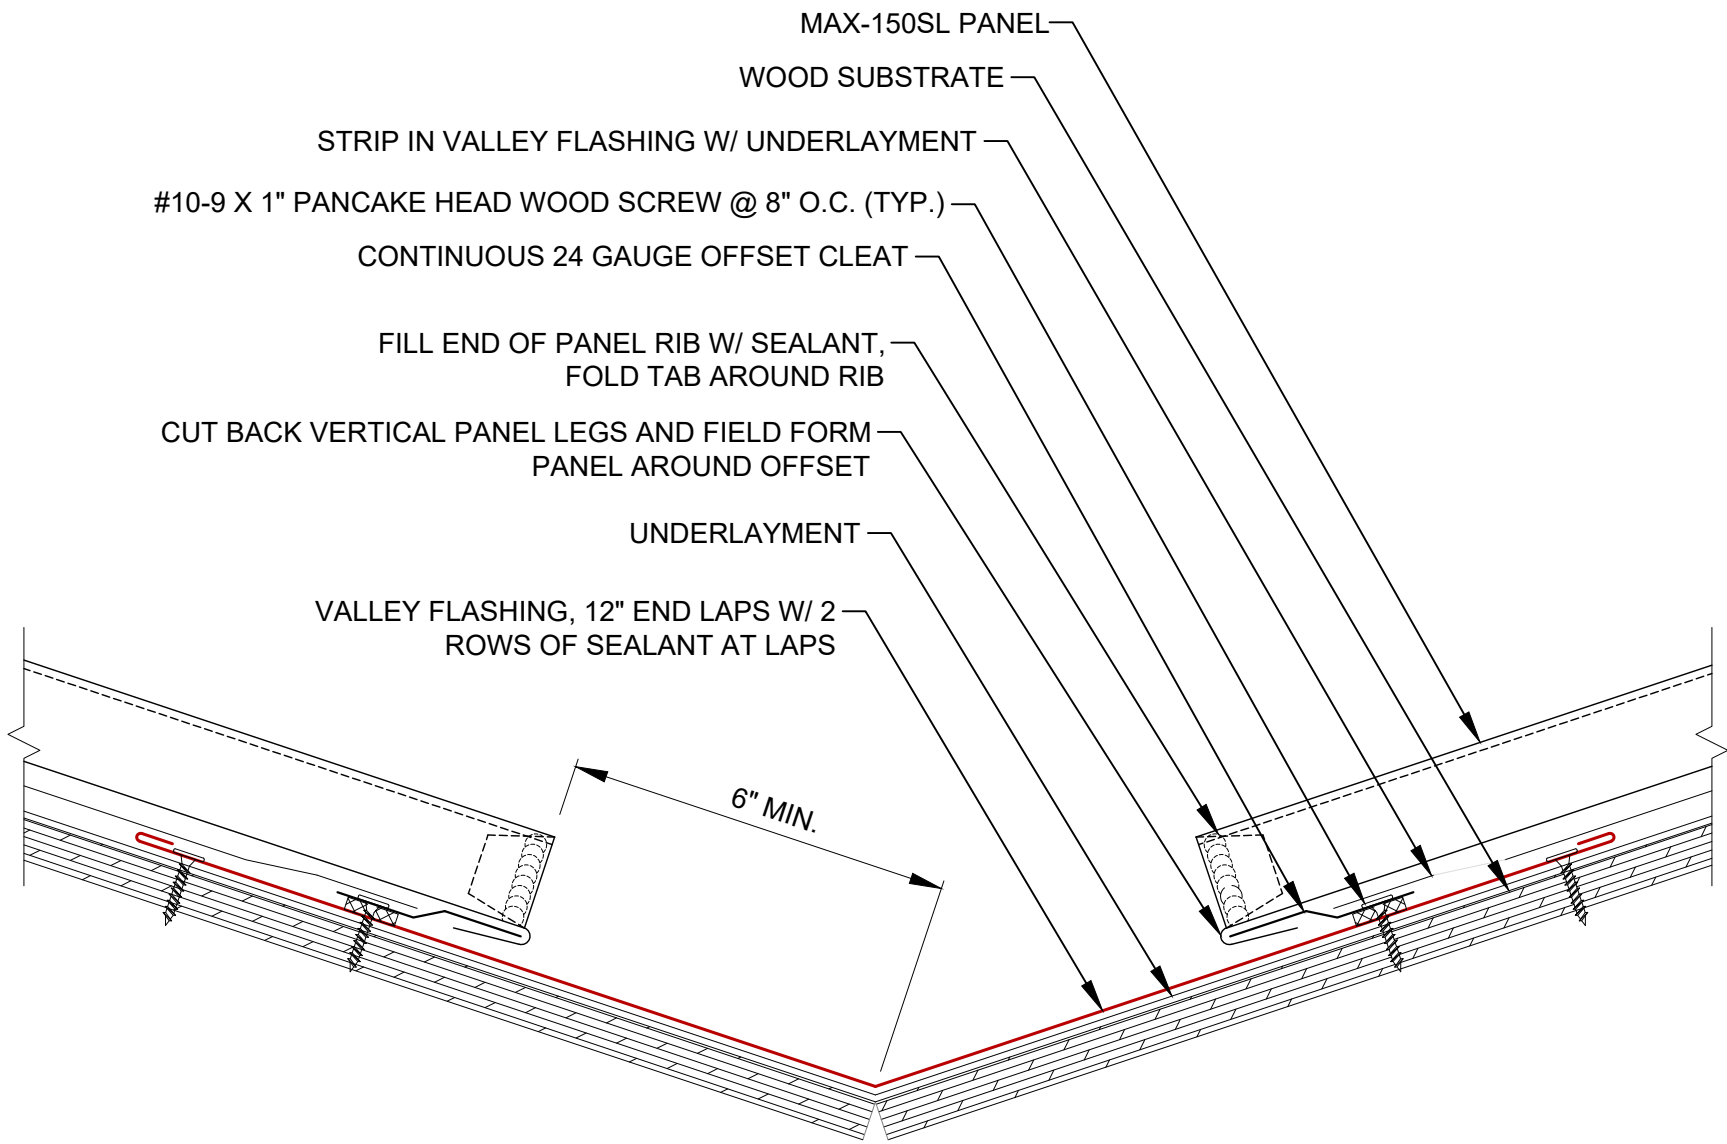 MAX-150SL PANEL
WOOD SUBSTRATE
STRIP IN VALLEY FLASHING W/ UNDERLAYMENT
#10-9 X 1" PANCAKE HEAD WOOD SCREW @ 8" O.C. (TYP.)
CONTINUOUS 24 GAUGE OFFSET CLEAT
FILL END OF PANEL RIB W/ SEALANT,
FOLD TAB AROUND RIB
CUT BACK VERTICAL PANEL LEGS AND FIELD FORM
PANEL AROUND OFFSET
UNDERLAYMENT
VALLEY FLASHING, 12" END LAPS W/ 2
ROWS OF SEALANT AT LAPS
6" MIN.